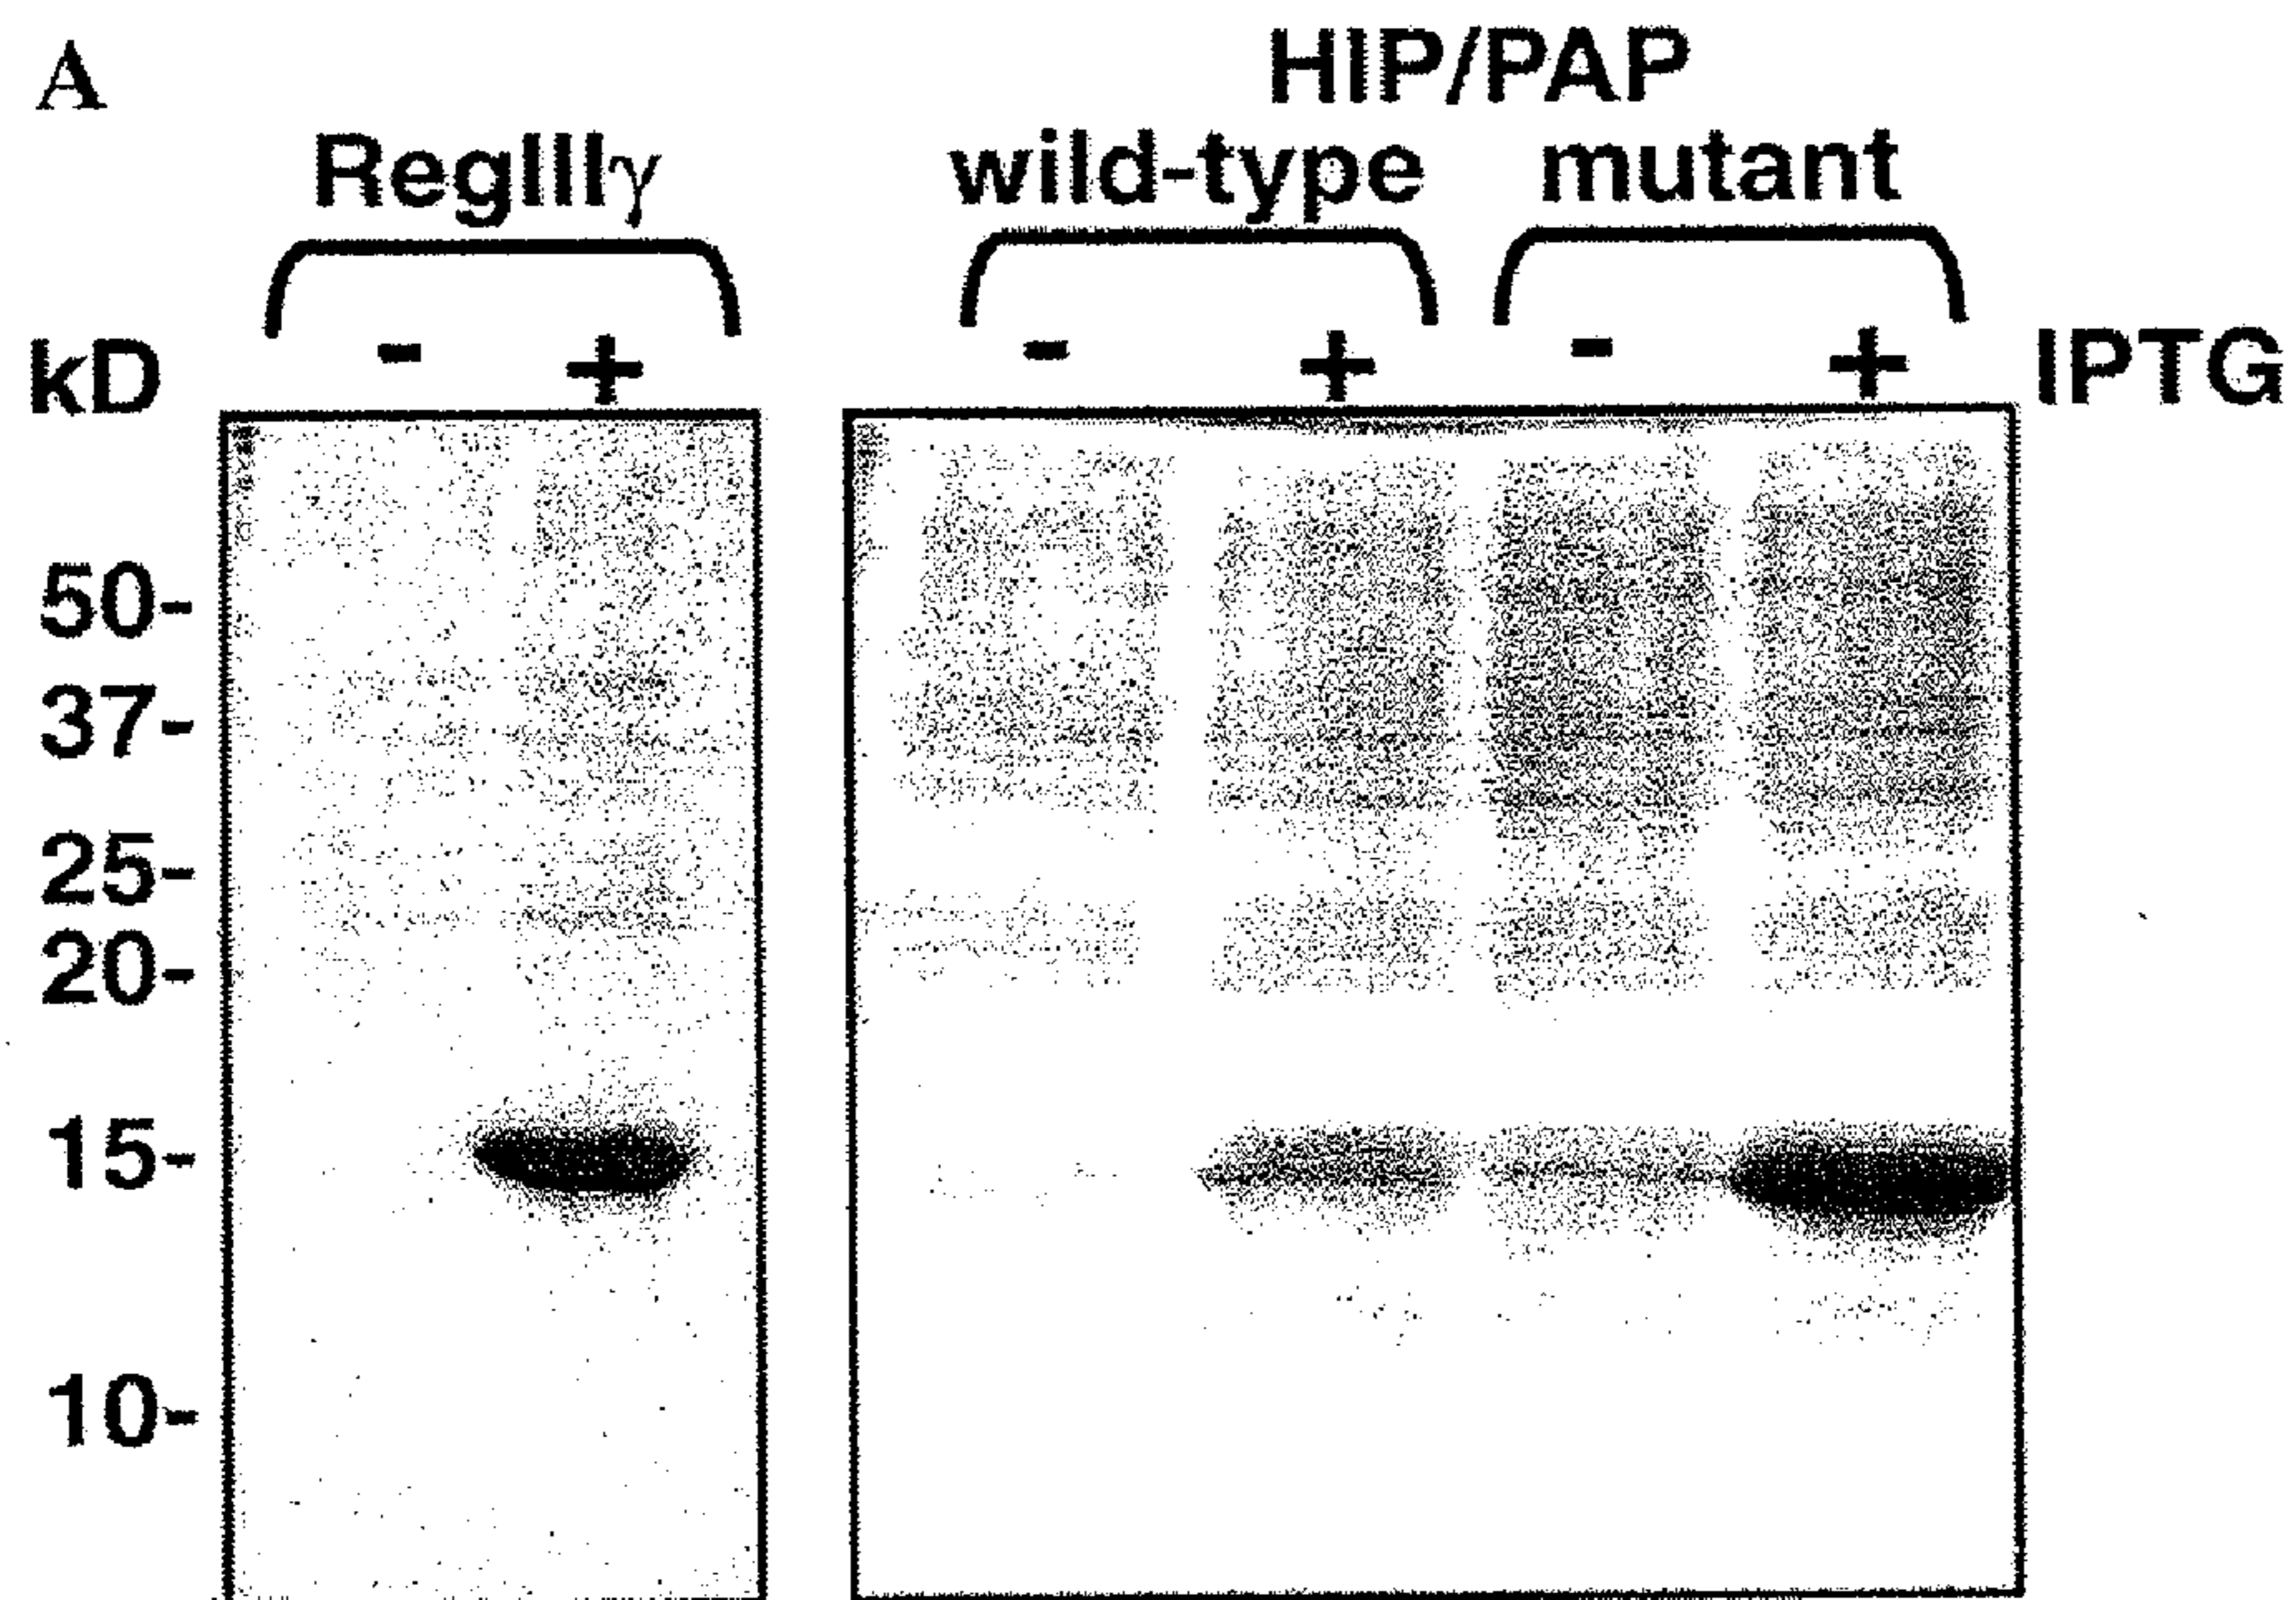 A
HIP/PAP
RegIIIγ wild-type mutant
kD - + - + - + IPTG
50-
37-
25-
20-
15-
10-